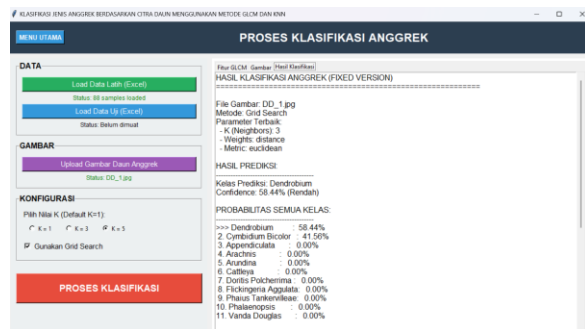 KLASIFIKASI JENIS ANGGREK BERDASARKAN CITRA DAUN MENGGUNAKAN METODE GLCM DAN KNN
MENU UTAMA
PROSES KLASIFIKASI ANGGREK
DATA
Load Data Latih (Excel)
Status: 88 samples loaded
Load Data Uji (Excel)
Status: Belum dimuat
GAMBAR
Upload Gambar Daun Anggrek
Status: DD_1.jpg
KONFIGURASI
Pilih Nilai K (Default K=1):
K = 1 K = 3 K = 5
Gunakan Grid Search
PROSES KLASIFIKASI
Fitur GLCM Gambar Hasil Klasifikasi
HASIL KLASIFIKASI ANGGREK (FIXED VERSION)
============================================================
File Gambar: DD_1.jpg
Metode: Grid Search
Parameter Terbaik:
- K (Neighbors): 3
- Weights: distance
- Metric: euclidean
HASIL PREDIKSI:
------------------------------
Kelas Prediksi: Dendrobium
Confidence: 58.44% (Rendah)
PROBABILITAS SEMUA KELAS:
------------------------------
>>> Dendrobium : 58.44%
2. Cymbidium Bicolor : 41.56%
3. Appendiculata : 0.00%
4. Arachnis : 0.00%
5. Arundina : 0.00%
6. Cattleya : 0.00%
7. Doritis Polcherrima : 0.00%
8. Flickingeria Aggulata: 0.00%
9. Phaius Tankervilleae: 0.00%
10. Phalaenopsis : 0.00%
11. Vanda Douglas : 0.00%